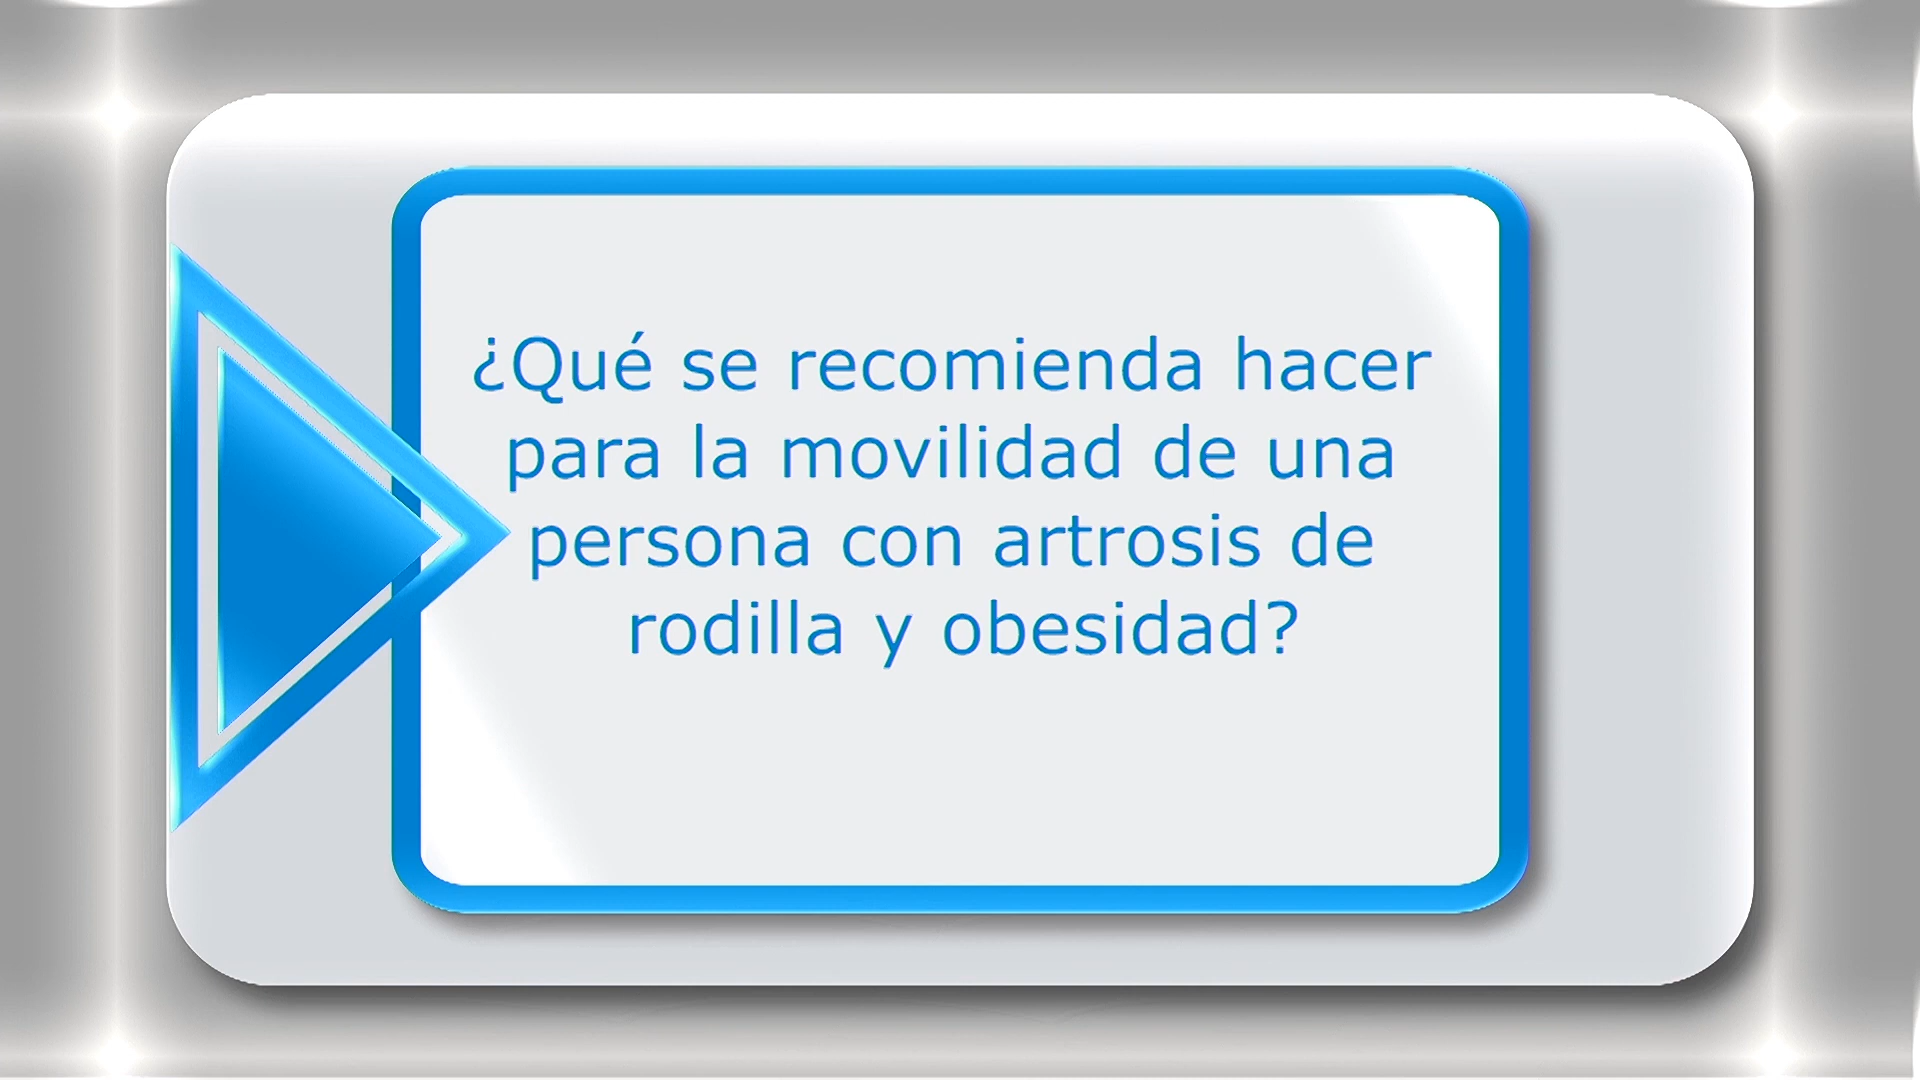 ¿Qué se recomienda hacer
para la movilidad de una
persona con artrosis de
rodilla y obesidad?